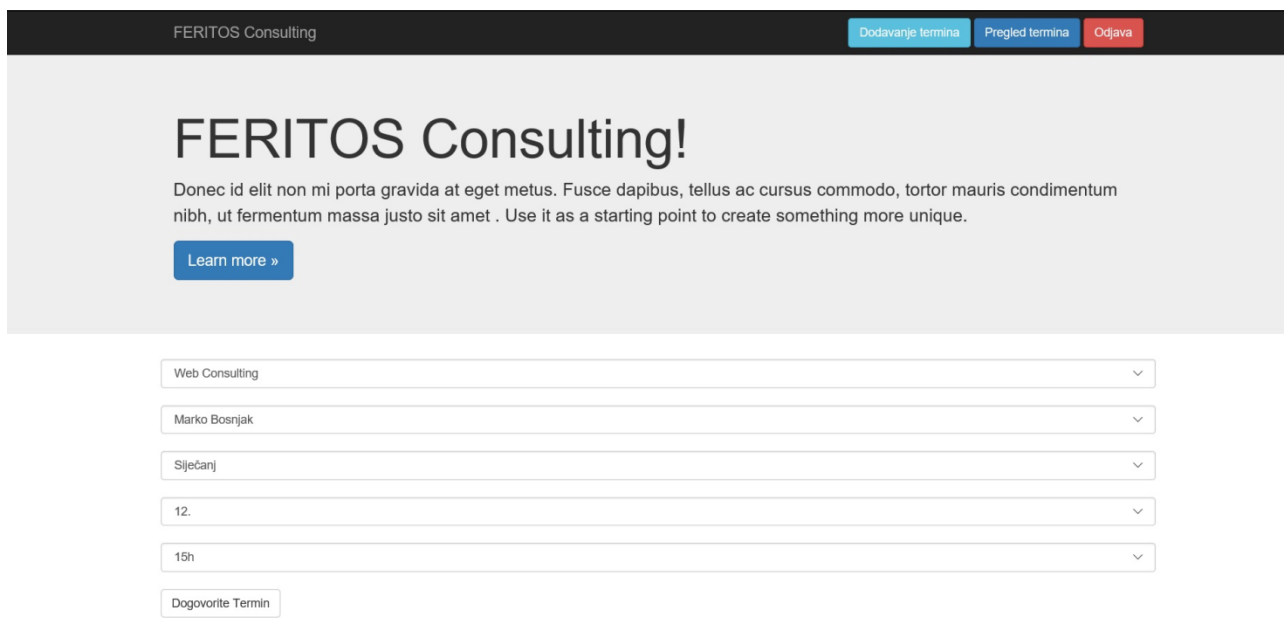 FERITOS Consulting
Dodavanje termina
Pregled termina
Odjava
FERITOS Consulting!
Donec id elit non mi porta gravida at eget metus. Fusce dapibus, tellus ac cursus commodo, tortor mauris condimentum
nibh, ut fermentum massa justo sit amet . Use it as a starting point to create something more unique.
Learn more »
Web Consulting
Marko Bosnjak
Siječanj
12.
15h
Dogovorite Termin